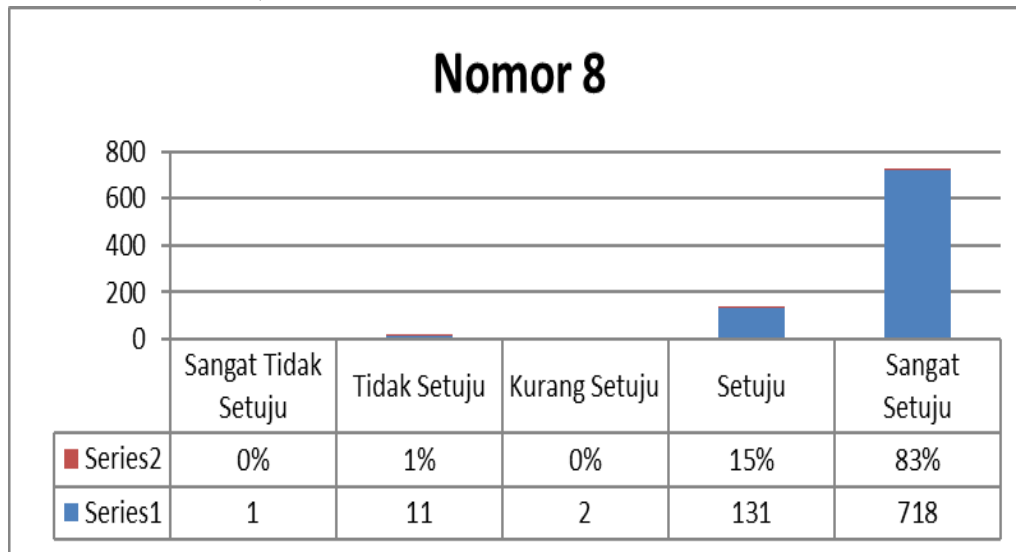 Nomor 8
800
600
400
200
0
Sangat Tidak
Setuju
Tidak Setuju
Kurang Setuju
Setuju
Sangat
Setuju
Series2 0% 1% 0% 15% 83%
Series1 1 11 2 131 718